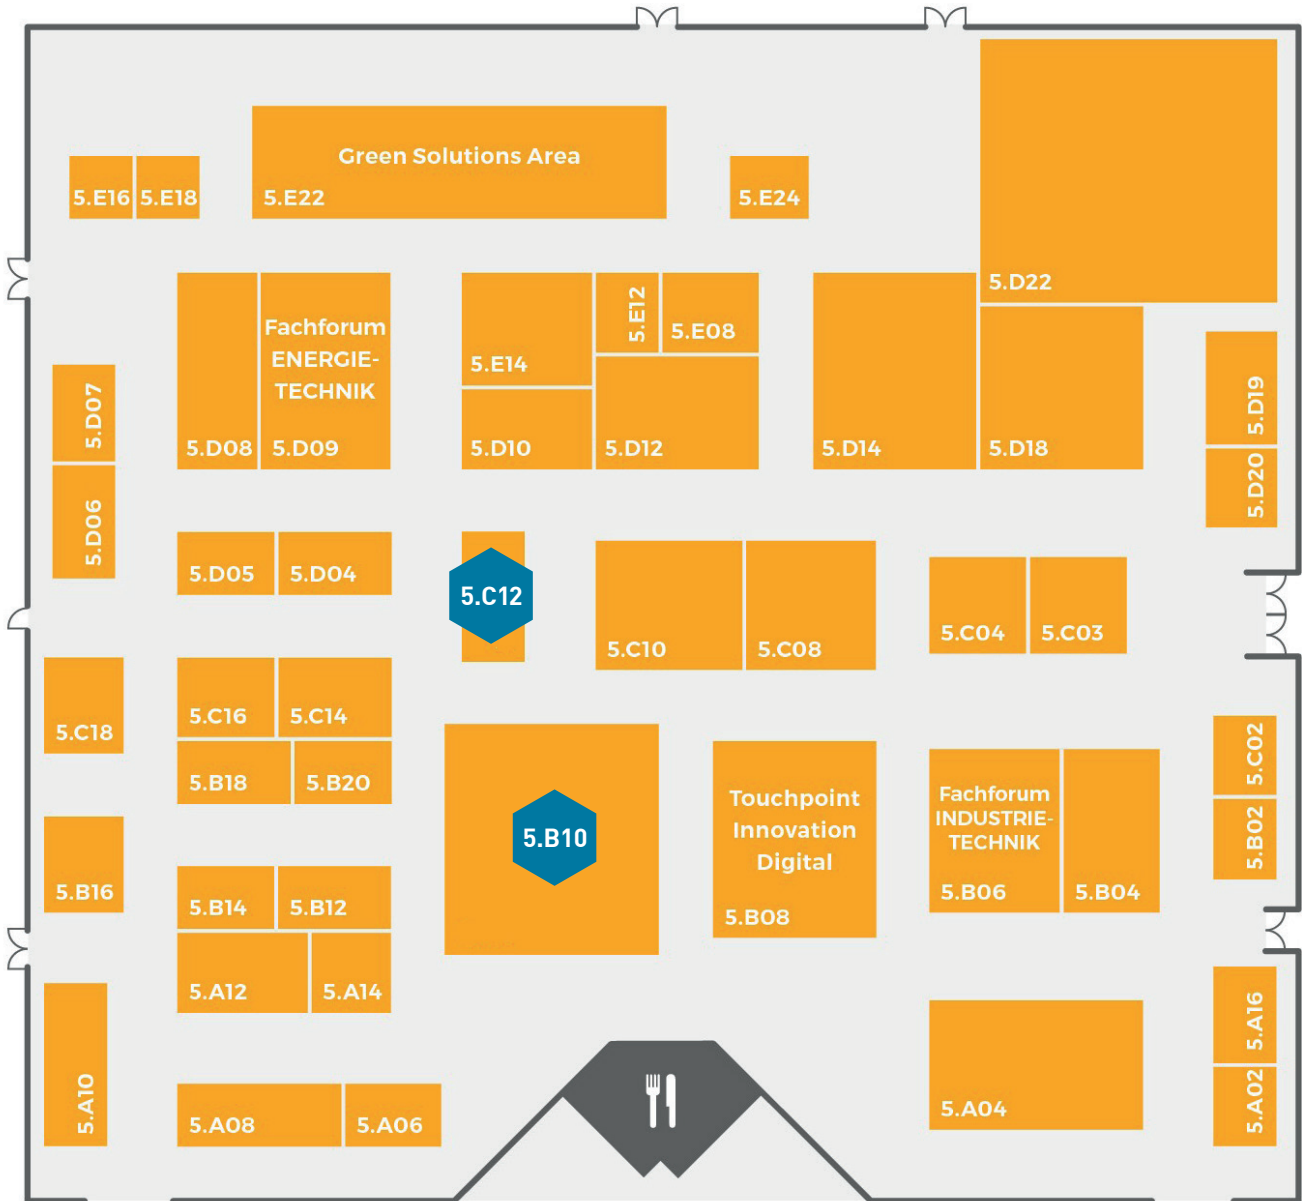 Green Solutions Area
5.E16
5.E18
5.E22
5.E24
5.D22
Fachforum
ENERGIE-
TECHNIK
5.E12
5.E08
5.E14
5.D07
5.D08
5.D09
5.D10
5.D12
5.D14
5.D18
5.D19
5.D20
5.D06
5.D05
5.D04
5.C12
5.C10
5.C08
5.C04
5.C03
5.C18
5.C16
5.C14
5.B18
5.B20
5.C02
5.B02
5.B10
Touchpoint
Innovation
Digital
5.B08
Fachforum
INDUSTRIE-
TECHNIK
5.B06
5.B04
5.B16
5.B14
5.B12
5.A12
5.A14
5.A16
5.A10
5.A08
5.A06
5.A04
5.A02